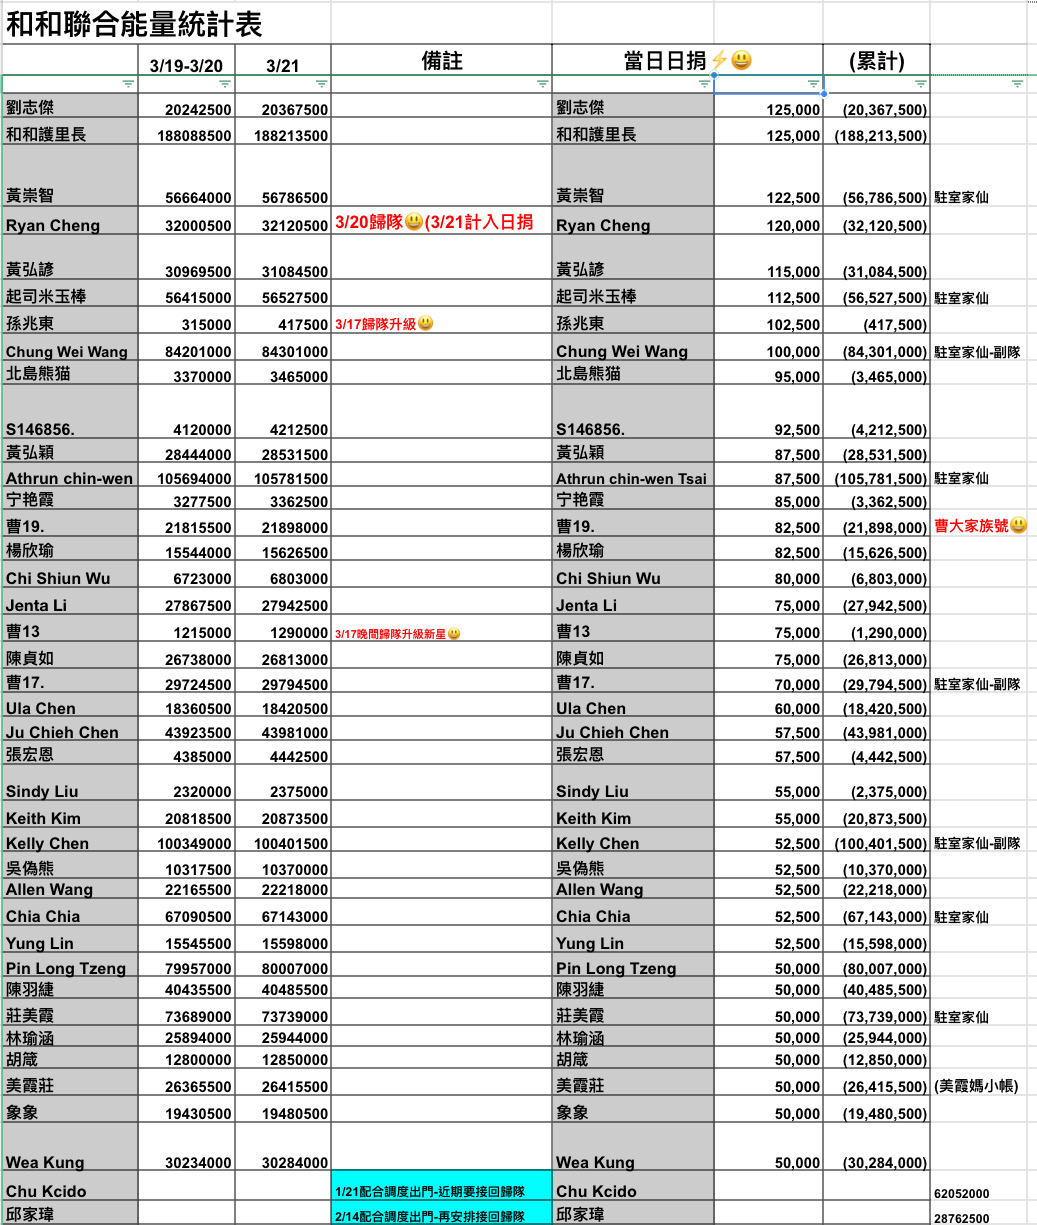 和和聯合能量統計表
3/19-3/20 3/21 備註 當日日捐⚡😃 (累計)
劉志傑 20242500 20367500 劉志傑 125,000 (20,367,500)
和和護里長 188088500 188213500 和和護里長 125,000 (188,213,500)
黃崇智 56664000 56786500 黃崇智 122,500 (56,786,500) 駐室家仙
Ryan Cheng 32000500 32120500 3/20歸隊😃(3/21計入日捐 Ryan Cheng 120,000 (32,120,500)
黃弘諺 30969500 31084500 黃弘諺 115,000 (31,084,500)
起司米玉棒 56415000 56527500 起司米玉棒 112,500 (56,527,500) 駐室家仙
孫兆東 315000 417500 3/17歸隊升級😃 孫兆東 102,500 (417,500)
Chung Wei Wang 84201000 84301000 Chung Wei Wang 100,000 (84,301,000) 駐室家仙-副隊
北島熊猫 3370000 3465000 北島熊猫 95,000 (3,465,000)
S146856. 4120000 4212500 S146856. 92,500 (4,212,500)
黃弘穎 28444000 28531500 黃弘穎 87,500 (28,531,500)
Athrun chin-wen 105694000 105781500 Athrun chin-wen Tsai 87,500 (105,781,500) 駐室家仙
宁艳霞 3277500 3362500 宁艳霞 85,000 (3,362,500)
曹19. 21815500 21898000 曹19. 82,500 (21,898,000) 曹大家族號😃
楊欣瑜 15544000 15626500 楊欣瑜 82,500 (15,626,500)
Chi Shiun Wu 6723000 6803000 Chi Shiun Wu 80,000 (6,803,000)
Jenta Li 27867500 27942500 Jenta Li 75,000 (27,942,500)
曹13 1215000 1290000 3/17晚間歸隊升級新星😃 曹13 75,000 (1,290,000)
陳貞如 26738000 26813000 陳貞如 75,000 (26,813,000)
曹17. 29724500 29794500 曹17. 70,000 (29,794,500) 駐室家仙-副隊
Ula Chen 18360500 18420500 Ula Chen 60,000 (18,420,500)
Ju Chieh Chen 43923500 43981000 Ju Chieh Chen 57,500 (43,981,000)
張宏恩 4385000 4442500 張宏恩 57,500 (4,442,500)
Sindy Liu 2320000 2375000 Sindy Liu 55,000 (2,375,000)
Keith Kim 20818500 20873500 Keith Kim 55,000 (20,873,500)
Kelly Chen 100349000 100401500 Kelly Chen 52,500 (100,401,500) 駐室家仙-副隊
吳偽熊 10317500 10370000 吳偽熊 52,500 (10,370,000)
Allen Wang 22165500 22218000 Allen Wang 52,500 (22,218,000)
Chia Chia 67090500 67143000 Chia Chia 52,500 (67,143,000) 駐室家仙
Yung Lin 15545500 15598000 Yung Lin 52,500 (15,598,000)
Pin Long Tzeng 79957000 80007000 Pin Long Tzeng 50,000 (80,007,000)
陳羽緁 40435500 40485500 陳羽緁 50,000 (40,485,500)
莊美霞 73689000 73739000 莊美霞 50,000 (73,739,000) 駐室家仙
林瑜涵 25894000 25944000 林瑜涵 50,000 (25,944,000)
胡箴 12800000 12850000 胡箴 50,000 (12,850,000)
美霞莊 26365500 26415500 美霞莊 50,000 (26,415,500) (美霞媽小帳)
象象 19430500 19480500 象象 50,000 (19,480,500)
Wea Kung 30234000 30284000 Wea Kung 50,000 (30,284,000)
Chu Kcido 1/21配合調度出門-近期要接回歸隊 Chu Kcido 62052000
邱家瑋 2/14配合調度出門-再安排接回歸隊 邱家瑋 28762500